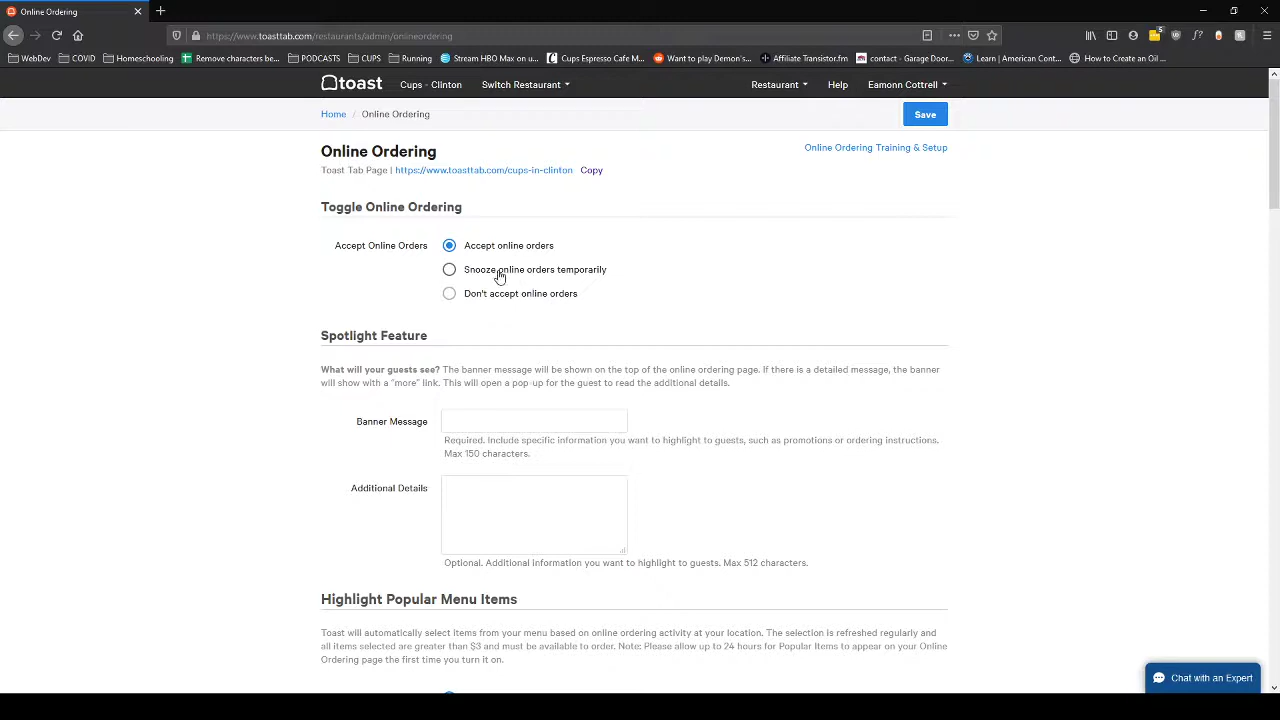 Online Ordering
https://www.toasttab.com/restaurants/admin/onlineordering
WebDev COVID Homeschooling Remove characters be... PODCASTS CUPS Running Stream HBO Max on u... Cups Espresso Cafe M... Want to play Demon's... Affiliate Transistor.fm contact - Garage Door... Learn | American Cont... How to Create an Oil ...
toast Cups - Clinton Switch Restaurant Restaurant Help Eamonn Cottrell
Home / Online Ordering Save
Online Ordering Online Ordering Training & Setup
Toast Tab Page | https://www.toasttab.com/cups-in-clinton Copy
Toggle Online Ordering
Accept Online Orders Accept online orders
Snooze online orders temporarily
Don't accept online orders
Spotlight Feature
What will your guests see? The banner message will be shown on the top of the online ordering page. If there is a detailed message, the banner
will show with a "more" link. This will open a pop-up for the guest to read the additional details.
Banner Message
Required. Include specific information you want to highlight to guests, such as promotions or ordering instructions.
Max 150 characters.
Additional Details
Optional. Additional information you want to highlight to guests. Max 512 characters.
Highlight Popular Menu Items
Toast will automatically select items from your menu based on online ordering activity at your location. The selection is refreshed regularly and
all items selected are greater than $3 and must be available to order. Note: Please allow up to 24 hours for Popular Items to appear on your Online
Ordering page the first time you turn it on.
Chat with an Expert